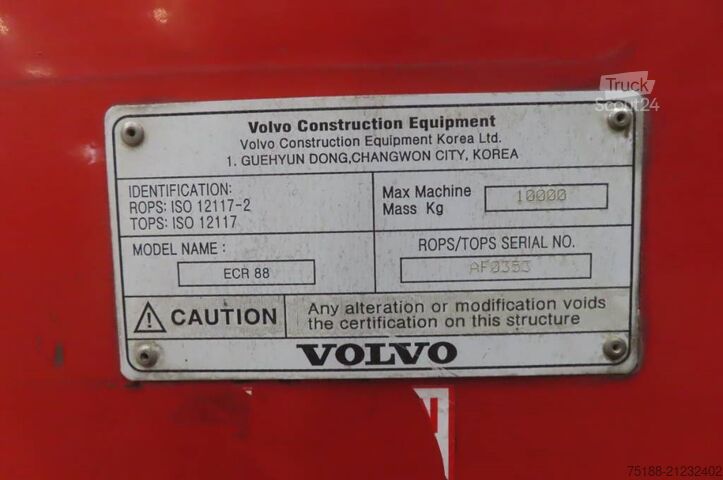 Truck
Scout24
Volvo Construction Equipment
Volvo Construction Equipment Korea Ltd.
1. GUEHYUN DONG,CHANGWON CITY, KOREA
IDENTIFICATION:
ROPS: ISO 12117-2
TOPS: ISO 12117
Max Machine
Mass Kg
10000
MODEL NAME :
ECR 88
ROPS/TOPS SERIAL NO.
AF0353
CAUTION
Any alteration or modification voids
the certification on this structure
VOLVO
75188-21232402